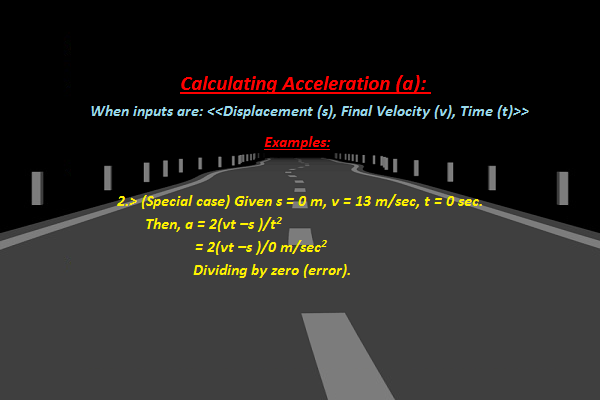 Calculating Acceleration (a):
When inputs are: <<Displacement (s), Final Velocity (v), Time (t)>>
Examples:
2.> (Special case) Given s = 0 m, v = 13 m/sec, t = 0 sec.
Then, a = 2(vt –s )/t²
= 2(vt –s )/0 m/sec²
Dividing by zero (error).